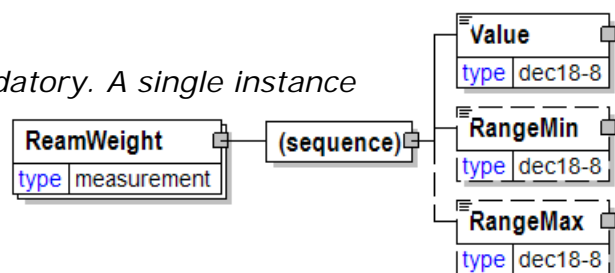 Value
type dec18-8
datory. A single instance
ReamWeight
type measurement
(sequence)
RangeMin
type dec18-8
RangeMax
type dec18-8